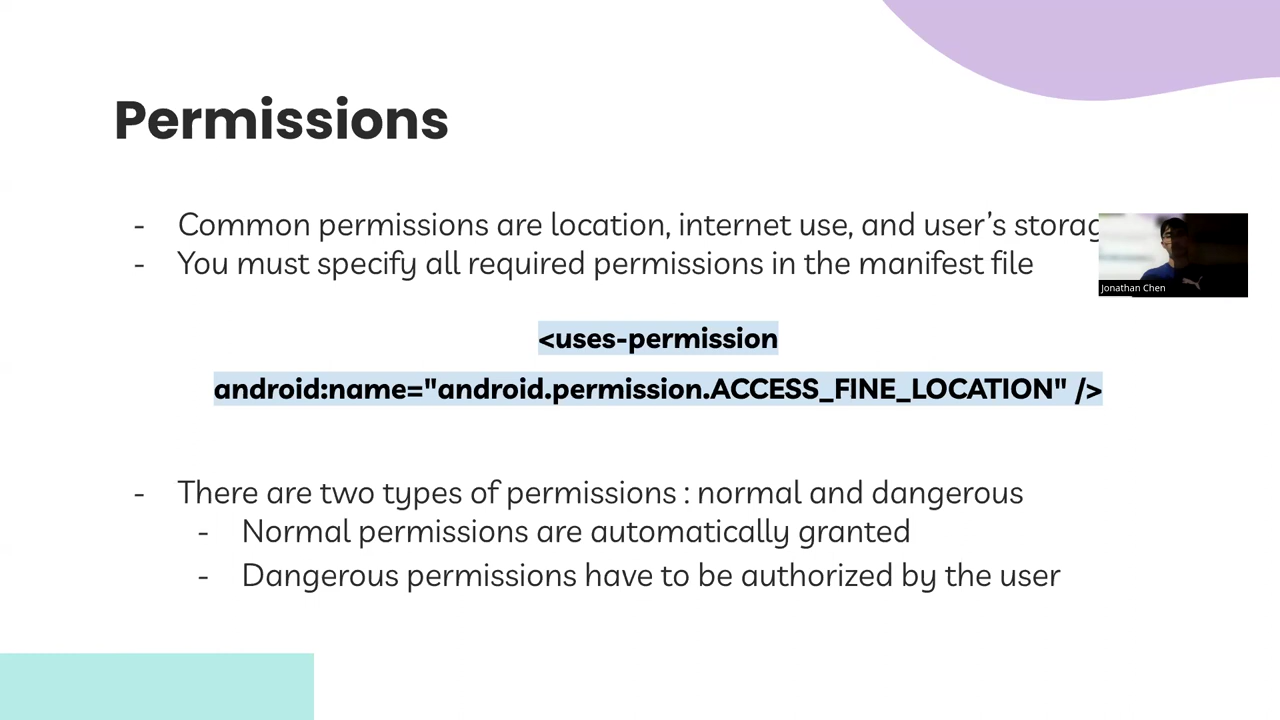 Permissions
- Common permissions are location, internet use, and user's
- You must specify all required permissions in the manifest file
Jonathan Chen
<uses-permission
android:name="android.permission.ACCESS_FINE_LOCATION" />
- There are two types of permissions : normal and dangerous
- Normal permissions are automatically granted
- Dangerous permissions have to be authorized by the user